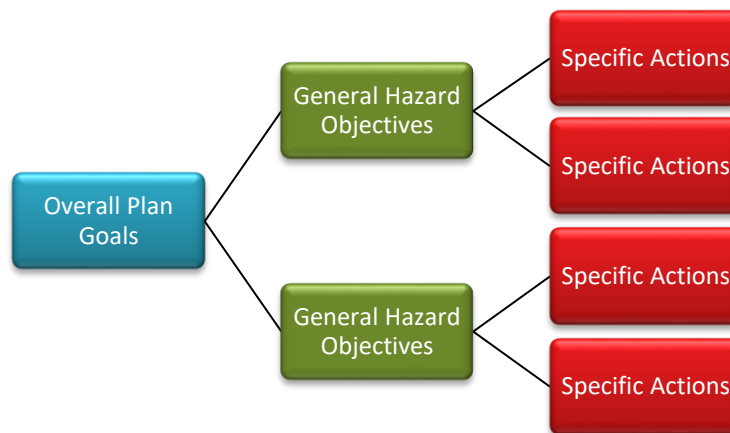 Overall Plan
Goals
General Hazard
Objectives
Specific Actions
Specific Actions
General Hazard
Objectives
Specific Actions
Specific Actions